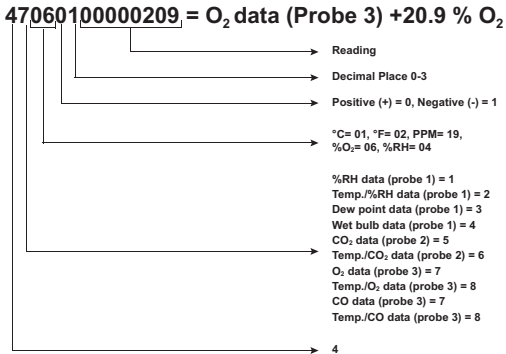 47060100000209 = O₂ data (Probe 3) +20.9 % O₂
Reading
Decimal Place 0-3
Positive (+) = 0, Negative (-) = 1
°C= 01, °F= 02, PPM= 19,
%O₂= 06, %RH= 04
%RH data (probe 1) = 1
Temp./%RH data (probe 1) = 2
Dew point data (probe 1) = 3
Wet bulb data (probe 1) = 4
CO₂ data (probe 2) = 5
Temp./CO₂ data (probe 2) = 6
O₂ data (probe 3) = 7
Temp./O₂ data (probe 3) = 8
CO data (probe 3) = 7
Temp./CO data (probe 3) = 8
4